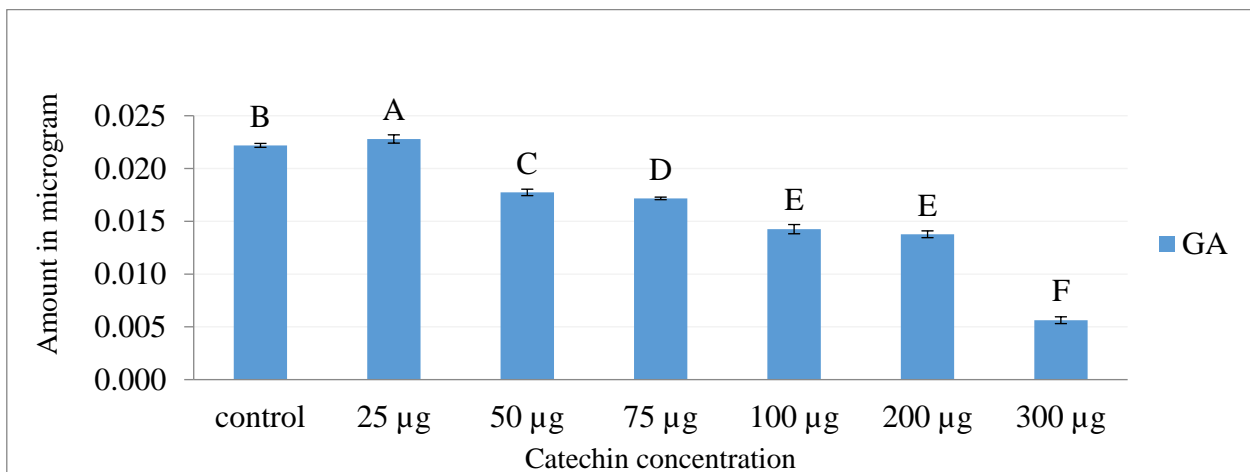 Amount in microgram
0.025
0.020
0.015
0.010
0.005
0.000
B
A
C
D
E
E
F
GA
control 25 µg 50 µg 75 µg 100 µg 200 µg 300 µg
Catechin concentration